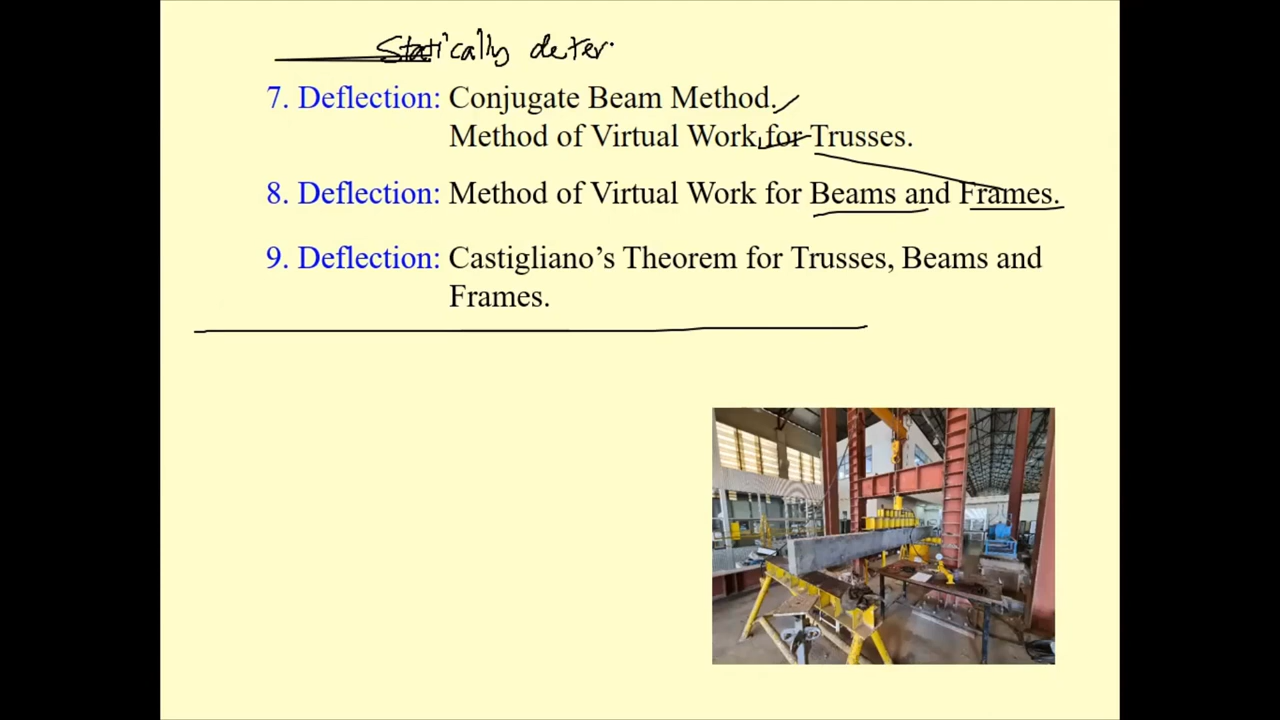 Statically deter.
7. Deflection: Conjugate Beam Method.
Method of Virtual Work for Trusses.
8. Deflection: Method of Virtual Work for Beams and Frames.
9. Deflection: Castigliano’s Theorem for Trusses, Beams and
Frames.